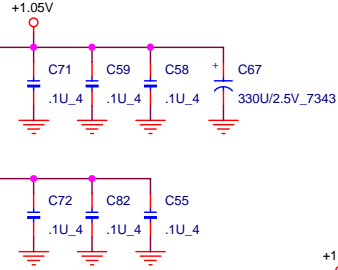 +1.05V
C71 C59 C58 + C67
.1U_4 .1U_4 .1U_4 330U/2.5V_7343
C72 C82 C55
.1U_4 .1U_4 .1U_4
+1